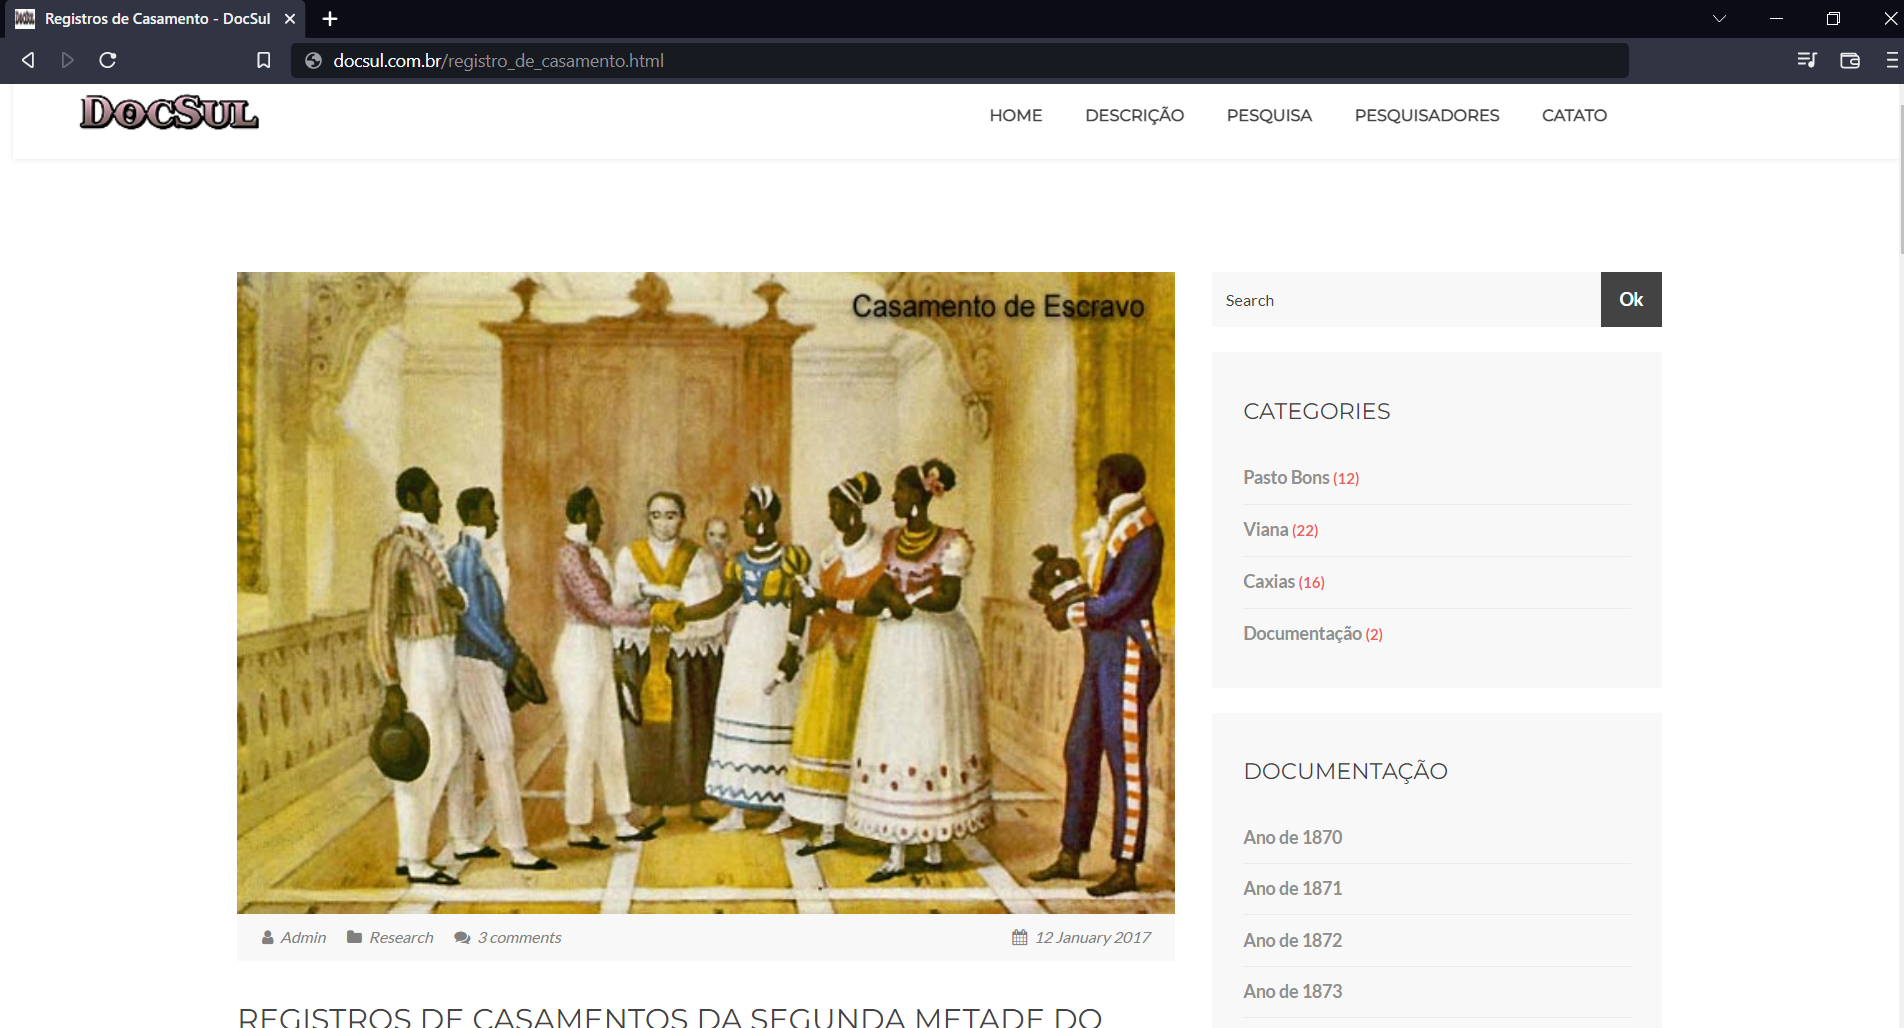 Registros de Casamento - DocSul
docsul.com.br/registro_de_casamento.html
DocSul
HOME DESCRIÇÃO PESQUISA PESQUISADORES CATATO
Casamento de Escravo
Admin Research 3 comments 12 January 2017
REGISTROS DE CASAMENTOS DA SEGUNDA METADE DO
Search Ok
CATEGORIES
Pasto Bons (12)
Viana (22)
Caxias (16)
Documentação (2)
DOCUMENTAÇÃO
Ano de 1870
Ano de 1871
Ano de 1872
Ano de 1873